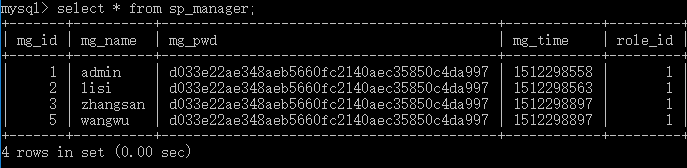 mysql> select * from sp_manager;
| mg_id | mg_name | mg_pwd | mg_time | role_id |
| 1 | admin | d033e22ae348aeb5660fc2140aec35850c4da997 | 1512298558 | 1 |
| 2 | lisi | d033e22ae348aeb5660fc2140aec35850c4da997 | 1512298563 | 1 |
| 3 | zhangsan | d033e22ae348aeb5660fc2140aec35850c4da997 | 1512298897 | 1 |
| 5 | wangwu | d033e22ae348aeb5660fc2140aec35850c4da997 | 1512298897 | 1 |
4 rows in set (0.00 sec)